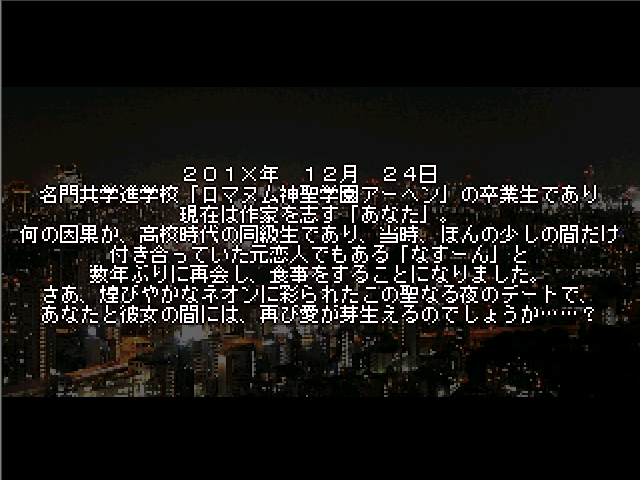 ２０１×年　１２月　２４日
名門共学進学校「ロマヌム神聖学園アーヘン」の卒業生であり
現在は作家を志す「あなた」。
何の因果か、高校時代の同級生であり、当時、ほんの少しの間だけ
付き合っていた元恋人でもある「なすーん」と
数年ぶりに再会し、食事をすることになりました。
さあ、煌びやかなネオンに彩られたこの聖なる夜のデートで、
あなたと彼女の間には、再び愛が芽生えるのでしょうか……？